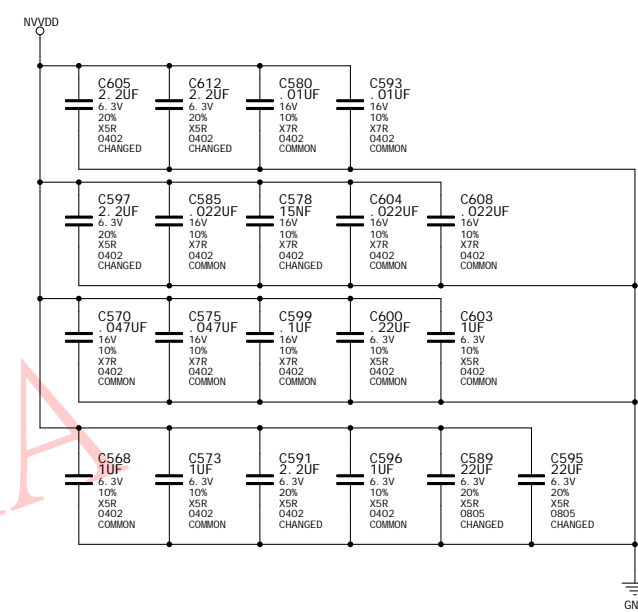 NVVDD
C605
2.2UF
6.3V
20%
X5R
0402
CHANGED
C612
2.2UF
6.3V
20%
X5R
0402
CHANGED
C580
.01UF
16V
10%
X7R
0402
COMMON
C593
.01UF
16V
10%
X7R
0402
COMMON
C597
2.2UF
6.3V
20%
X5R
0402
CHANGED
C585
.022UF
16V
10%
X7R
0402
COMMON
C578
15NF
16V
10%
X7R
0402
CHANGED
C604
.022UF
16V
10%
X7R
0402
COMMON
C608
.022UF
16V
10%
X7R
0402
COMMON
C570
.047UF
16V
10%
X7R
0402
COMMON
C575
.047UF
16V
10%
X7R
0402
COMMON
C599
.1UF
16V
10%
X7R
0402
COMMON
C600
.22UF
6.3V
10%
X5R
0402
COMMON
C603
1UF
6.3V
10%
X5R
0402
COMMON
C568
1UF
6.3V
10%
X5R
0402
COMMON
C573
1UF
6.3V
10%
X5R
0402
COMMON
C591
2.2UF
6.3V
20%
X5R
0402
CHANGED
C596
1UF
6.3V
10%
X5R
0402
COMMON
C589
22UF
6.3V
20%
X5R
0805
CHANGED
C595
22UF
6.3V
20%
X5R
0805
CHANGED
GN
A